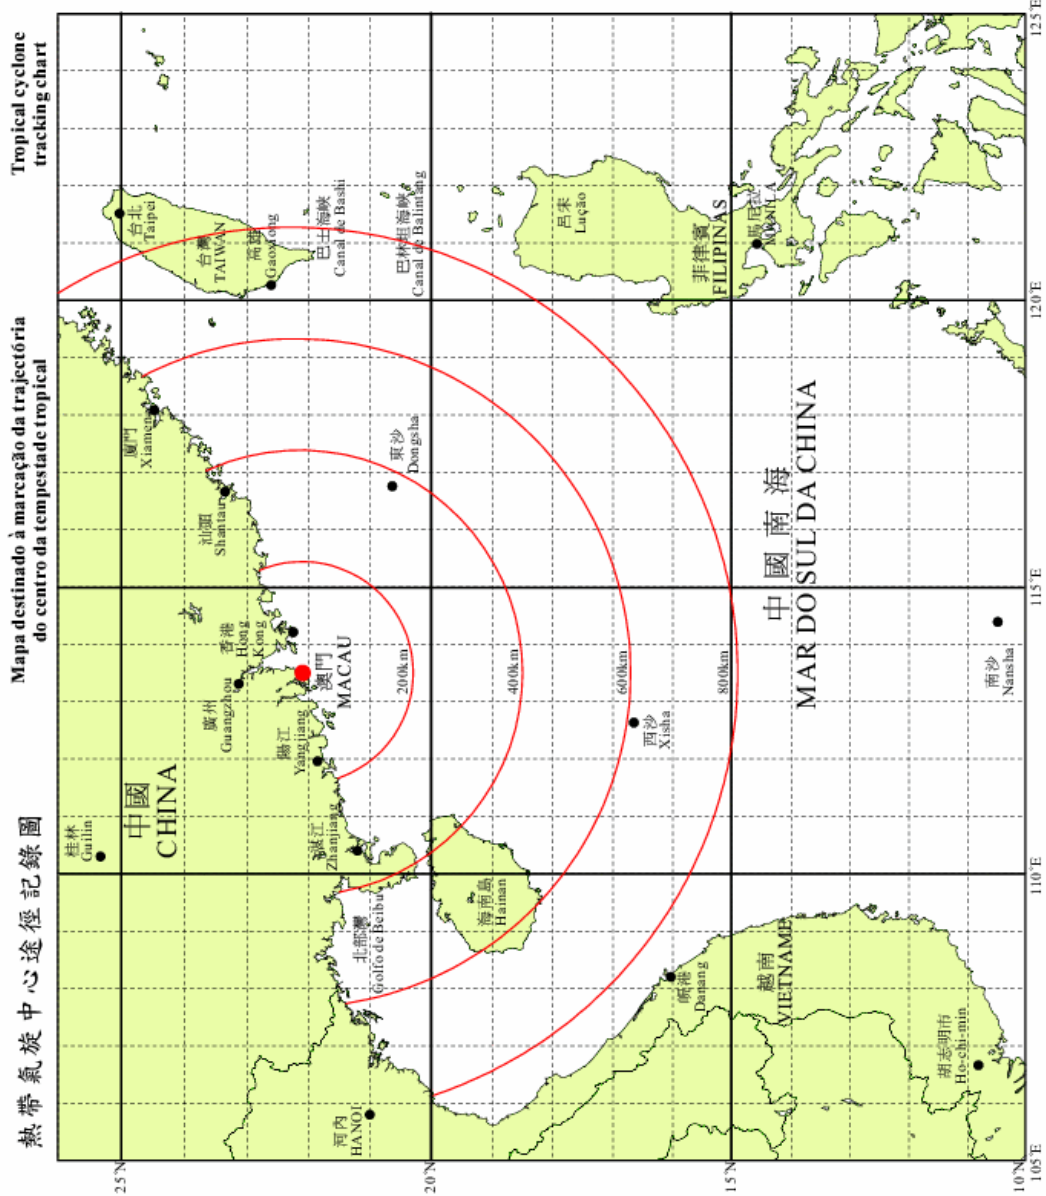 熱帶氣旋中心途徑記錄圖
Mapa destinado à marcação da trajectória
do centro da tempestade tropical
Tropical cyclone
tracking chart
桂林
Guilin
中國
CHINA
廈門
Xiamen
台北
Taipei
台灣
TAIWAN
高雄
Gaoxiong
汕頭
Shantau
香港
Hong
Kong
廣州
Guangzhou
澳門
MACAU
陽江
Yangjiang
湛江
Zhanjiang
北部灣
Golfo de Beibu
河內
HANOI
海南島
Hainan
東沙
Dongsha
巴士海峽
Canal de Bashi
巴林坦海峽
Canal de Balintang
呂宋
Lução
菲律賓
FILIPINAS
馬尼拉
MANILA
200km
400km
600km
800km
西沙
Xisha
峴港
Danang
越南
VIETNAME
中國南海
MAR DO SUL DA CHINA
南沙
Nansha
胡志明市
Ho-chi-min
25°N
20°N
15°N
10°N
105°E
110°E
115°E
120°E
125°E